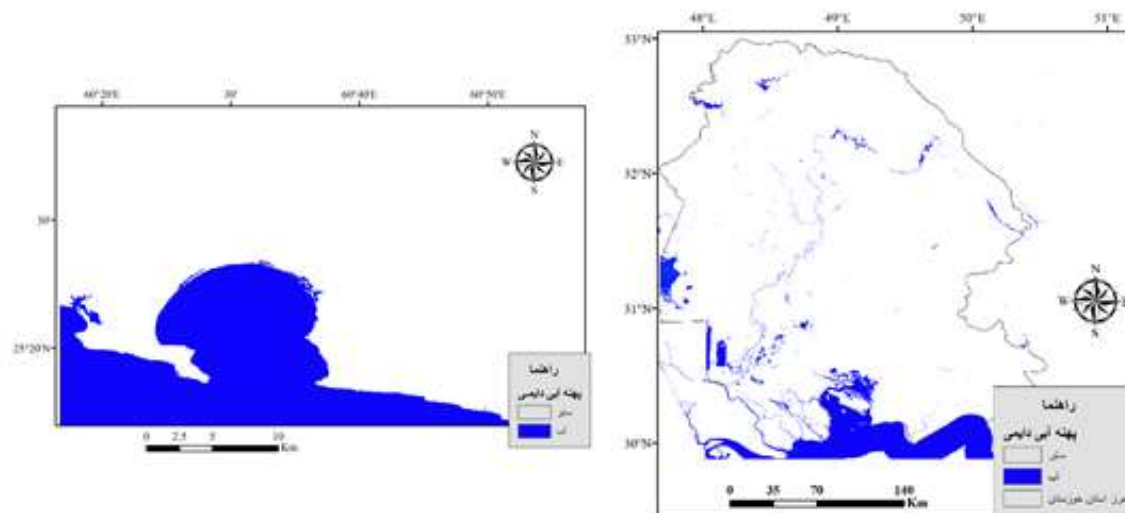 60°20'E 30' 60°40'E 60°50'E
N
W E
S
30'
25°20'N
راهنما
پهنه آبی دایمی
سایر
آب
0 2.5 5 10
Km
48°E 49°E 50°E 51°E
33°N
32°N
31°N
30°N
N
W E
S
راهنما
پهنه آبی دایمی
سایر
آب
مرز استان خوزستان
0 35 70 140
Km